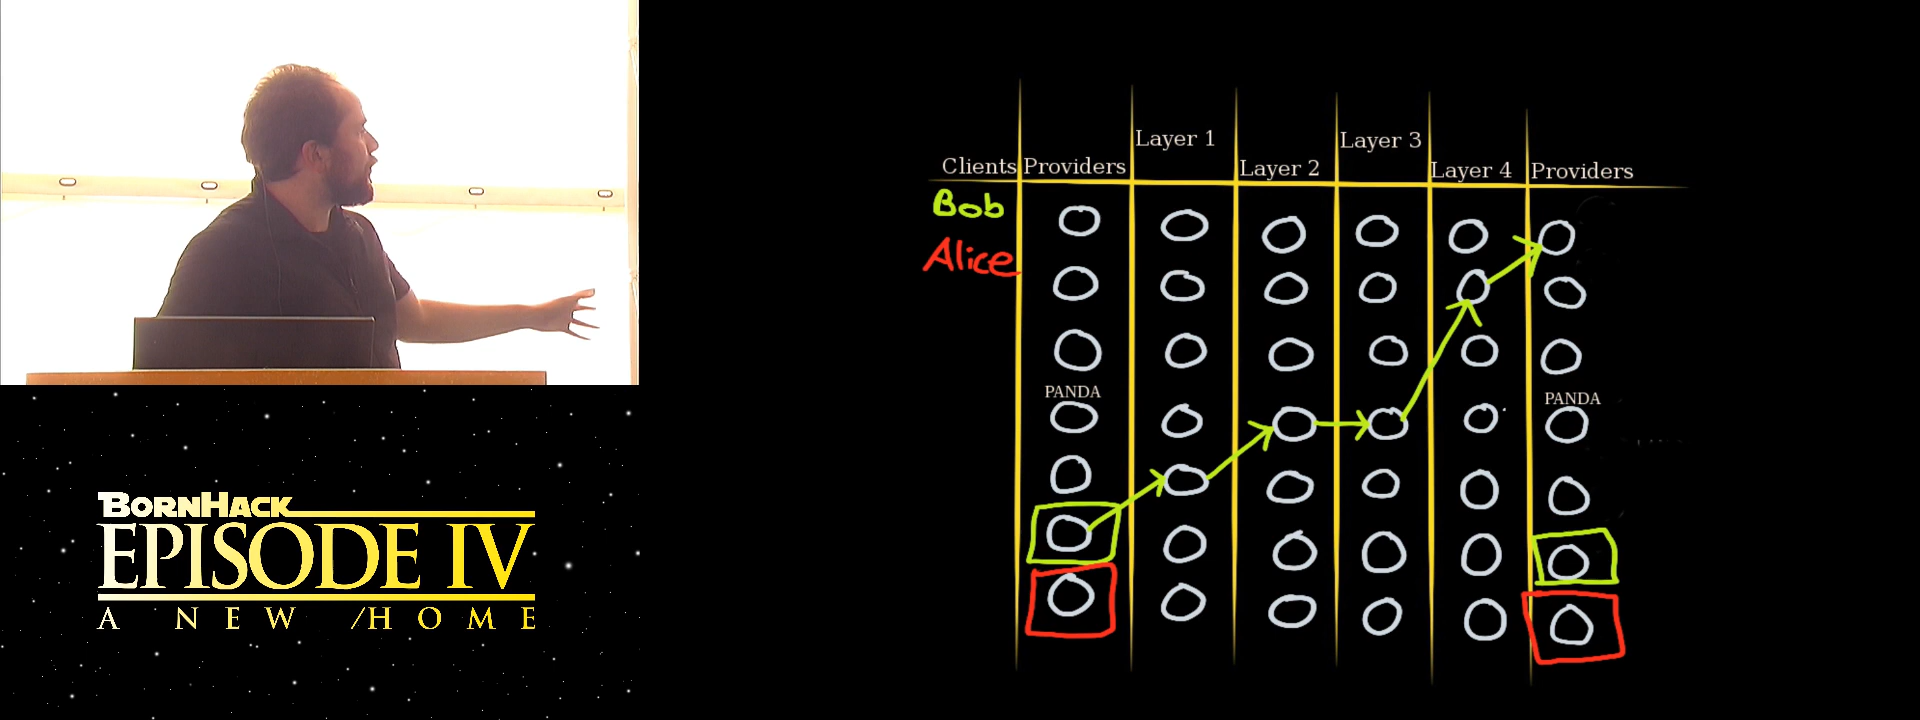 BORNHACK
EPISODE IV
A NEW /HOME
Layer 1
Layer 3
Clients Providers
Layer 2
Layer 4 Providers
Bob
Alice
PANDA
PANDA